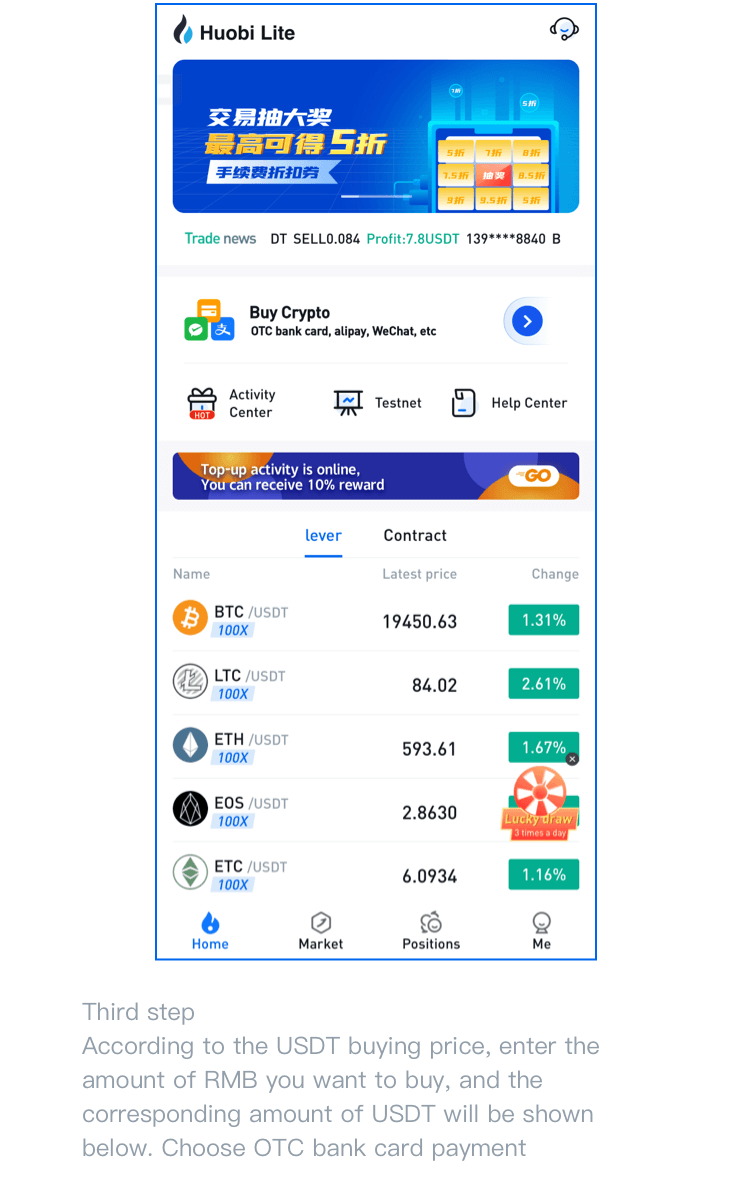 Huobi Lite
交易抽大奖
最高可得5折
手续费折扣券
1折
5折
5折 7折 8折
7.5折 抽奖 8.5折
9折 9.5折 5折
Trade news DT SELL0.084 Profit:7.8USDT 139****8840 B
Buy Crypto
OTC bank card, alipay, WeChat, etc
HOT
Activity
Center
Testnet
Help Center
Top-up activity is online,
You can receive 10% reward
GO
lever Contract
Name Latest price Change
BTC /USDT
100X
19450.63
1.31%
LTC /USDT
100X
84.02
2.61%
ETH /USDT
100X
593.61
1.67%
EOS /USDT
100X
2.8630
Lucky draw
3 times a day
ETC /USDT
100X
6.0934
1.16%
Home Market Positions Me
Third step
According to the USDT buying price, enter the
amount of RMB you want to buy, and the
corresponding amount of USDT will be shown
below. Choose OTC bank card payment